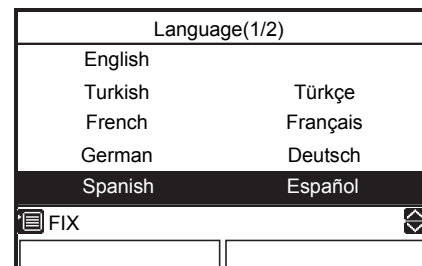 Language(1/2)
English
Turkish Türkçe
French Français
German Deutsch
Spanish Español
FIX